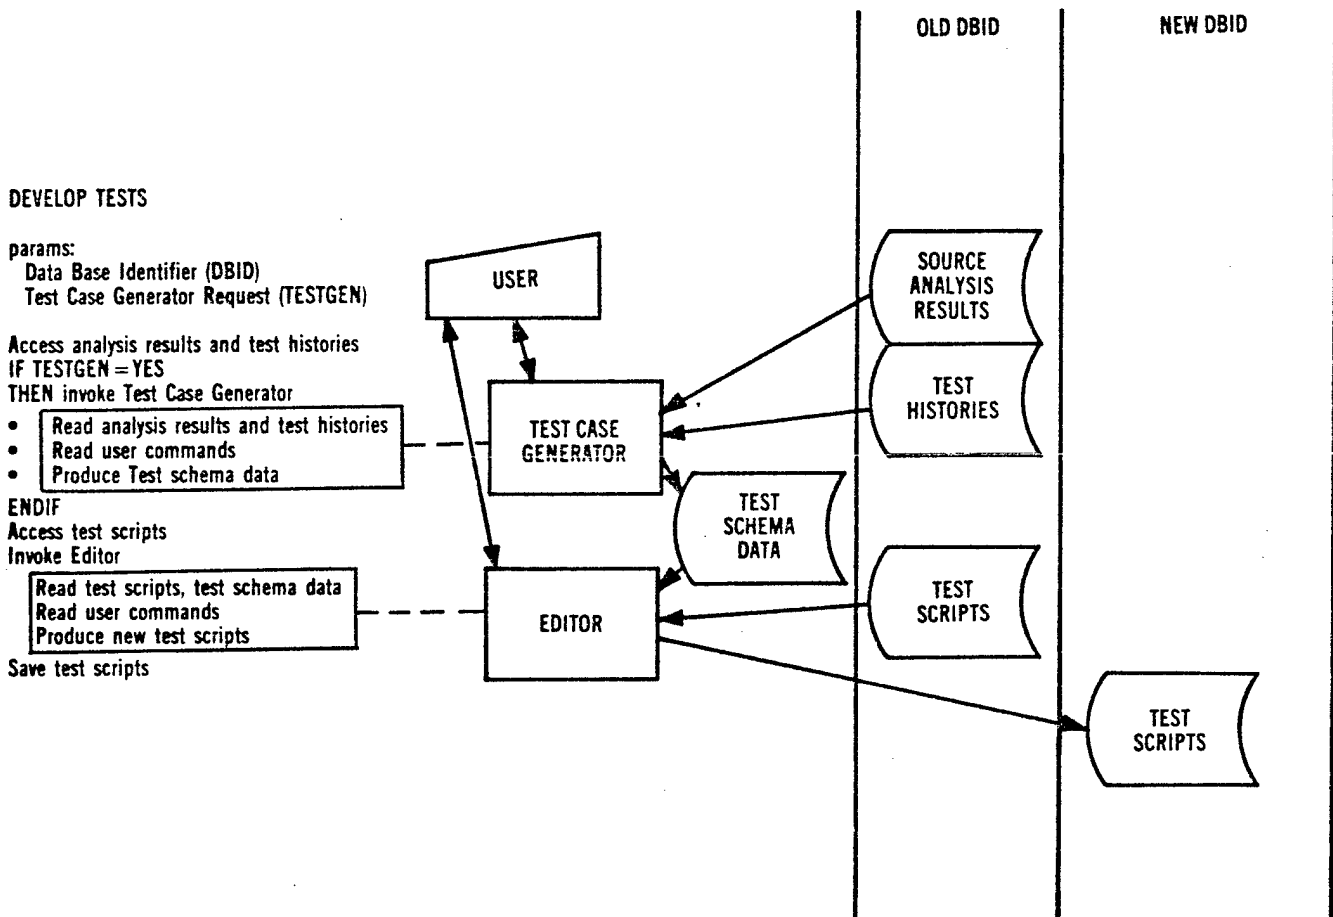 OLD DBID
NEW DBID
DEVELOP TESTS
params:
Data Base Identifier (DBID)
Test Case Generator Request (TESTGEN)
Access analysis results and test histories
IF TESTGEN = YES
THEN invoke Test Case Generator
• Read analysis results and test histories
• Read user commands
• Produce Test schema data
ENDIF
Access test scripts
Invoke Editor
Read test scripts, test schema data
Read user commands
Produce new test scripts
Save test scripts
USER
TEST CASE
GENERATOR
EDITOR
SOURCE
ANALYSIS
RESULTS
TEST
HISTORIES
TEST
SCHEMA
DATA
TEST
SCRIPTS
TEST
SCRIPTS